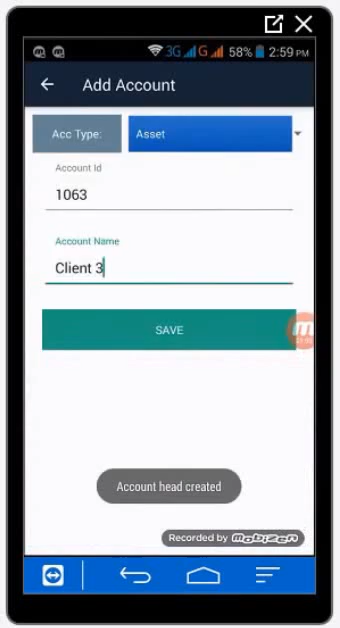 3G G 58% 2:59 PM
Add Account
Acc Type: Asset
Account Id
1063
Account Name
Client 3
SAVE
Account head created
Recorded by mobizen